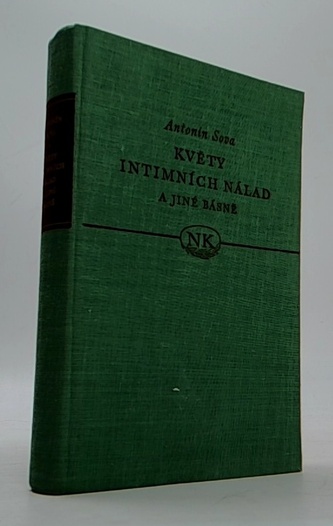 Antonín Sova
KVĚTY
INTIMNÍCH NÁLAD
A JINÉ BÁSNĚ
NK